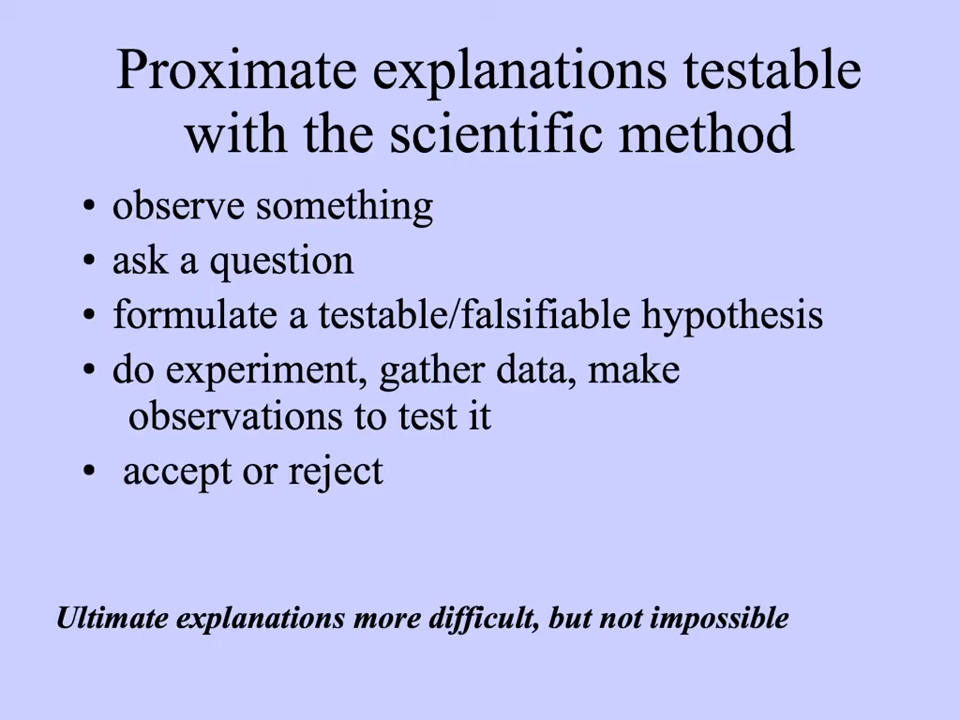 Proximate explanations testable
with the scientific method
• observe something
• ask a question
• formulate a testable/falsifiable hypothesis
• do experiment, gather data, make
observations to test it
• accept or reject
Ultimate explanations more difficult, but not impossible